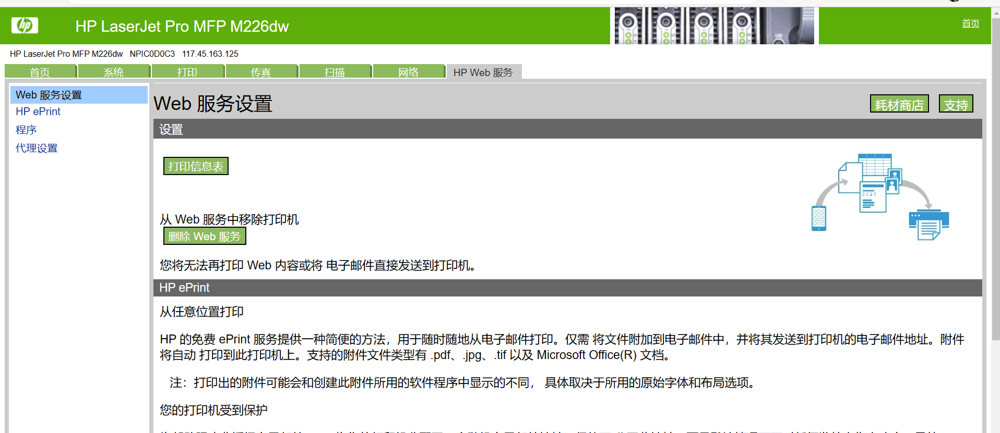 hp HP LaserJet Pro MFP M226dw 首页
UID
HP LaserJet Pro MFP M226dw NPIC0D0C3 117.45.163.125
首页 系统 打印 传真 扫描 网络 HP Web 服务
Web 服务设置
HP ePrint
程序
代理设置
Web 服务设置
耗材商店 支持
设置
打印信息表
从 Web 服务中移除打印机
删除 Web 服务
您将无法再打印 Web 内容或将 电子邮件直接发送到打印机。
HP ePrint
从任意位置打印
HP 的免费 ePrint 服务提供一种简便的方法，用于随时随地从电子邮件打印。仅需 将文件附加到电子邮件中，并将其发送到打印机的电子邮件地址。附件
将自动 打印到此打印机上。支持的附件文件类型有 .pdf、.jpg、.tif 以及 Microsoft Office(R) 文档。
注：打印出的附件可能会和创建此附件所用的软件程序中显示的不同， 具体取决于所用的原始字体和布局选项。
您的打印机受到保护